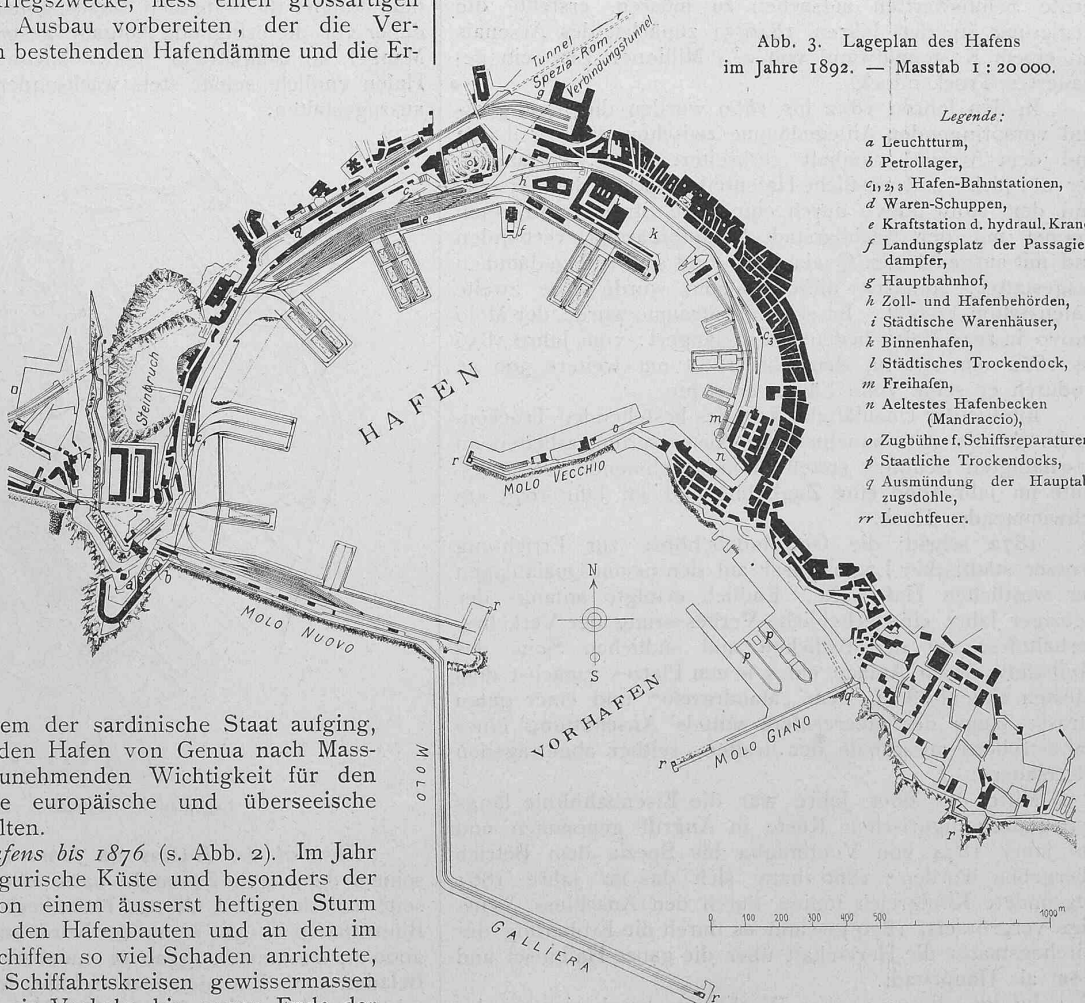 egszwecke, liess einen grossartigen
Ausbau vorbereiten, der die Ver-
bestehenden Hafendämme und die Er-
Abb. 3. Lageplan des Hafens
im Jahre 1892. — Masstab 1 : 20 000.
Legende:
a Leuchtturm,
b Petrollager,
c1, 2, 3 Hafen-Bahnstationen,
d Waren-Schuppen,
e Kraftstation d. hydraul. Krane
f Landungsplatz der Passagie
dampfer,
g Hauptbahnhof,
h Zoll- und Hafenbehörden,
i Städtische Warenhäuser,
k Binnenhafen,
l Städtisches Trockendock,
m Freihafen,
n Aeltestes Hafenbecken
(Mandraccio),
o Zugbühne f. Schiffsreparaturen
p Staatliche Trockendocks,
q Ausmündung der Hauptab
zugsdohle,
rr Leuchtfeuer.
Tunnel
Spezia-Rom
Verbindungstunnel
g
h
i
k
l
d
c2
e
f
Steinbruch
HAFEN
c3
m
n
o
r
MOLO VECCHIO
c1
a
b
MOLO NUOVO
r
N
S
p
p
q
VORHAFEN
MOLO GIANO
r
r
MOLO
GALLIERA
r
0 100 200 300 400 500 1000 m
em der sardinische Staat aufging,
den Hafen von Genua nach Mass-
unehmenden Wichtigkeit für den
e europäische und überseeische
lten.
fens bis 1876 (s. Abb. 2). Im Jahr
gurische Küste und besonders der
on einem äusserst heftigen Sturm
den Hafenbauten und an den im
chiffen so viel Schaden anrichtete,
Schiffahrtskreisen gewissermassen